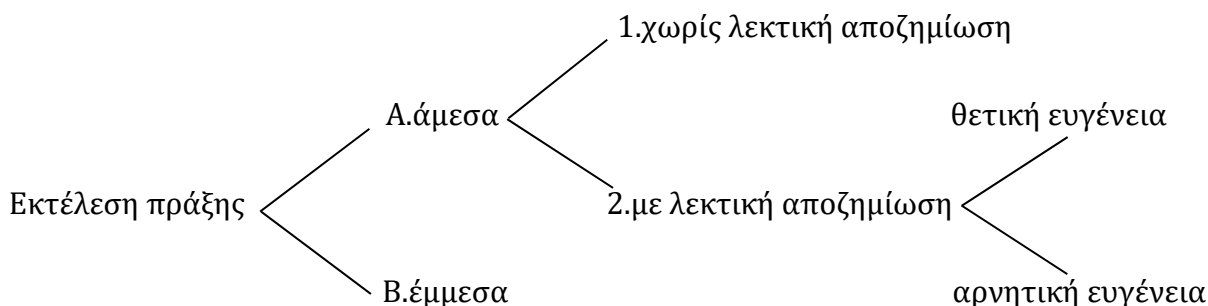 1.χωρίς λεκτική αποζημίωση
Α.άμεσα θετική ευγένεια
Εκτέλεση πράξης 2.με λεκτική αποζημίωση
Β.έμμεσα αρνητική ευγένεια